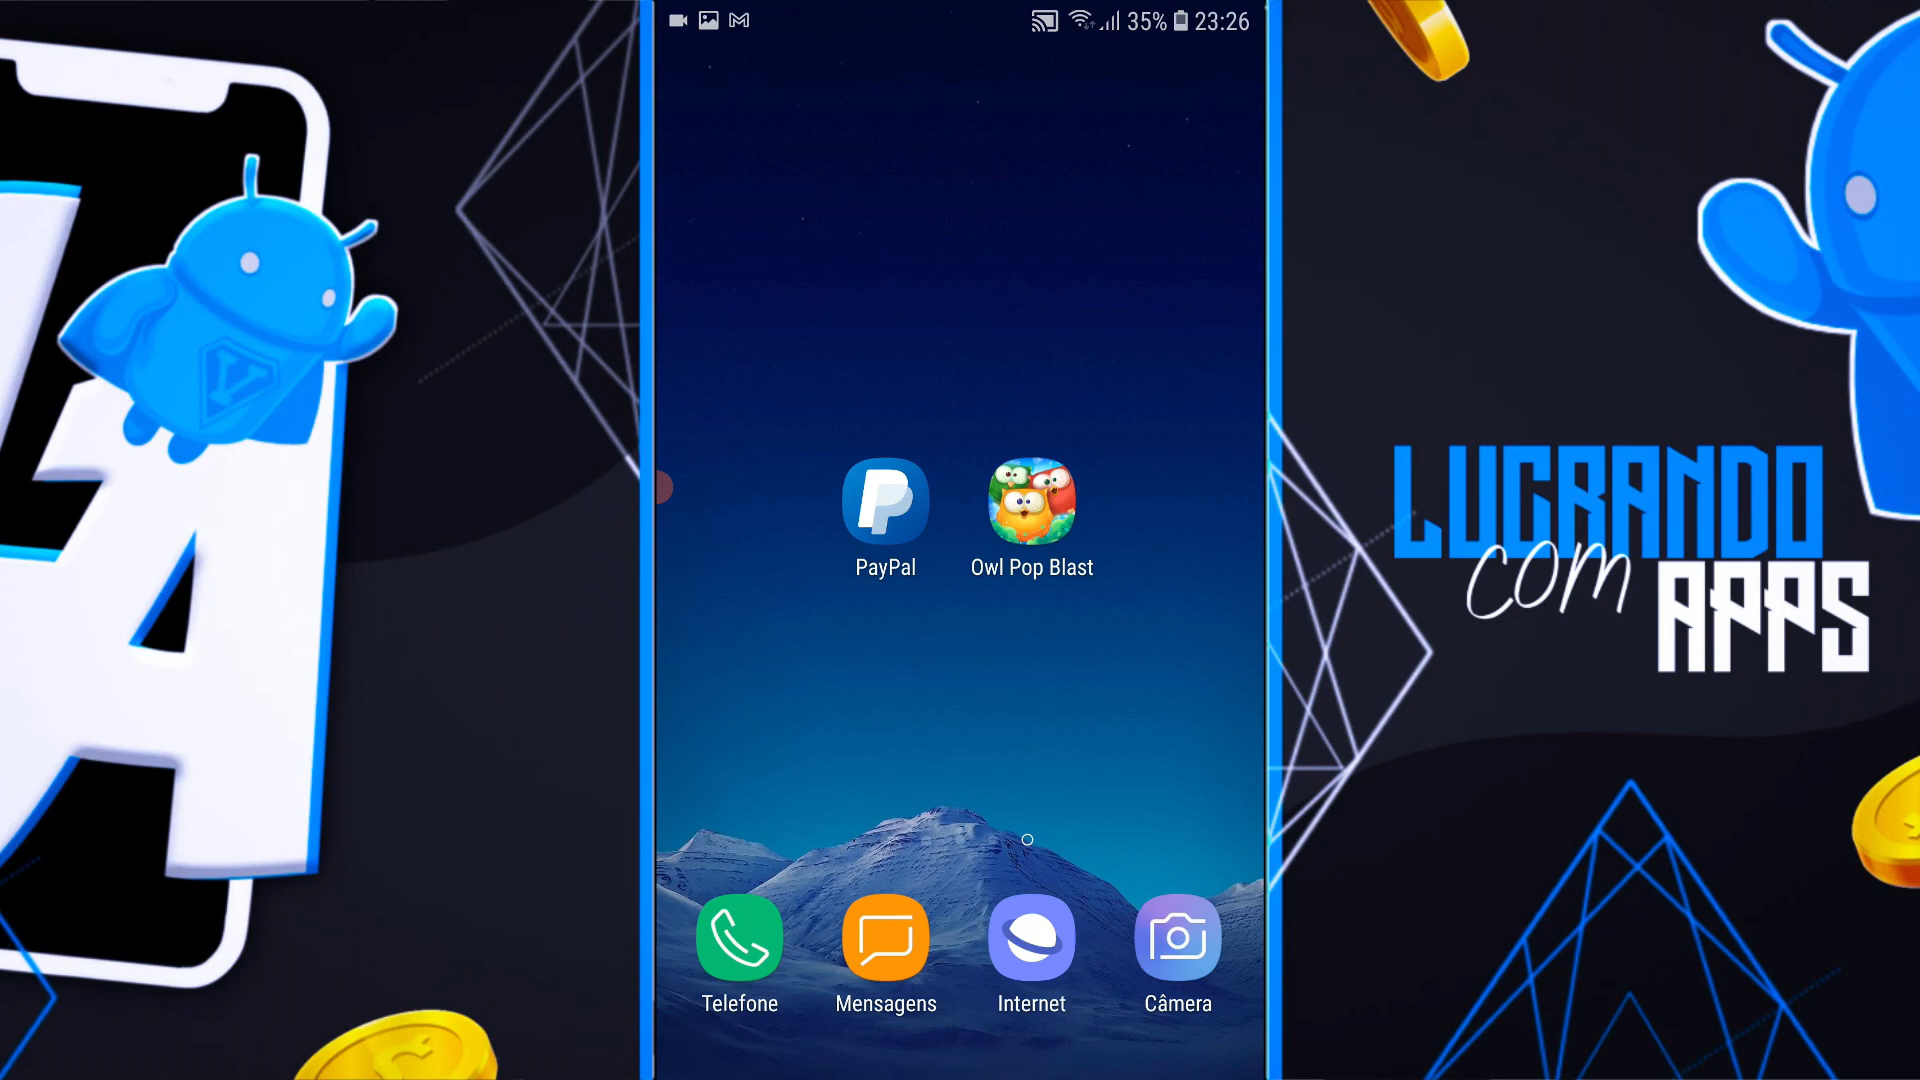 35% 23:26
PayPal
Owl Pop Blast
Telefone
Mensagens
Internet
Câmera
LUCRANDO
com
APPS